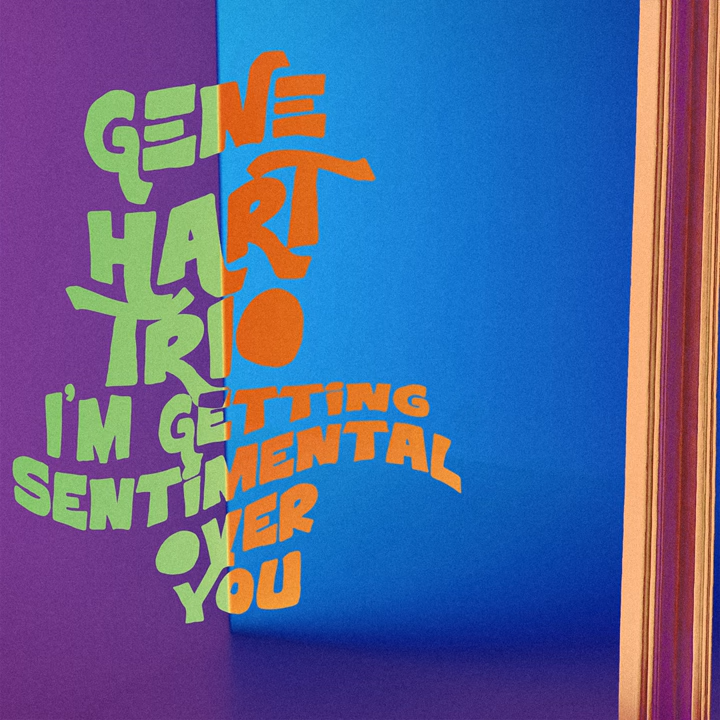 GENE
HART
TRIO
I'M GETTING
SENTIMENTAL
OVER
YOU